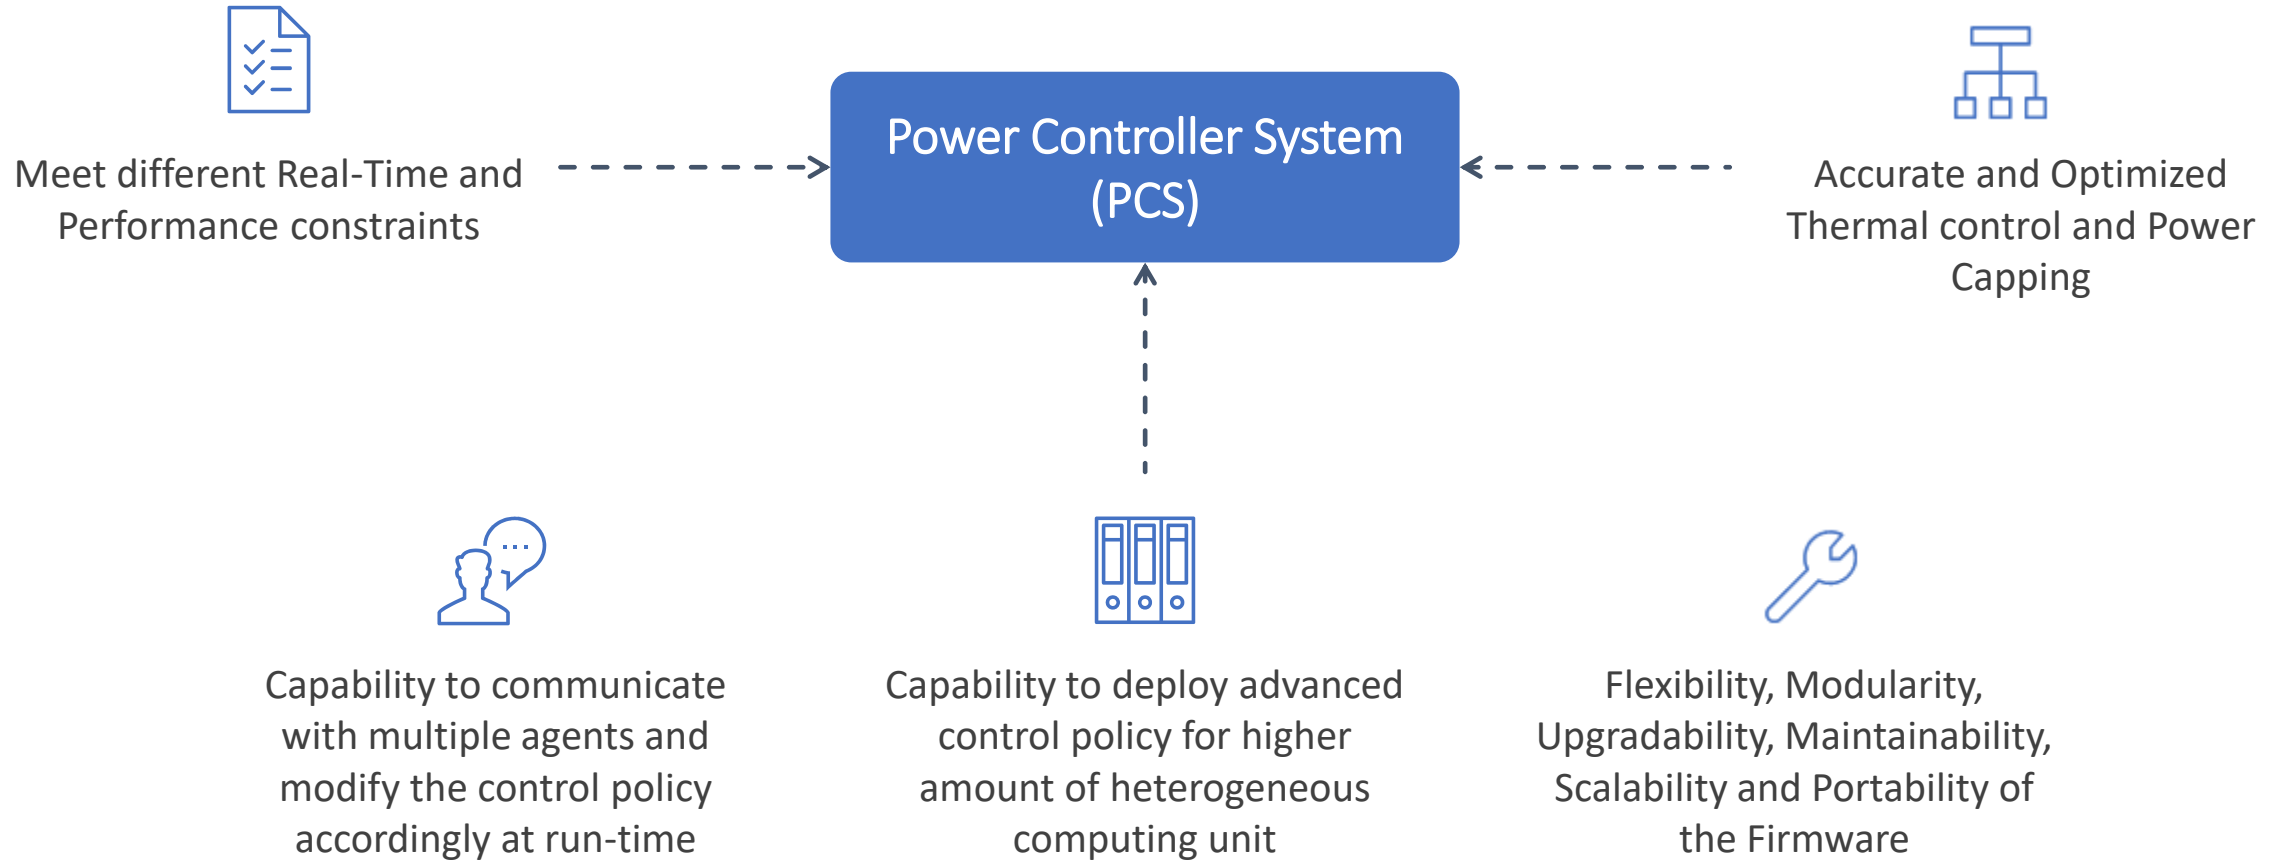 Power Controller System
(PCS)
Meet different Real-Time and
Performance constraints
Accurate and Optimized
Thermal control and Power
Capping
Capability to communicate
with multiple agents and
modify the control policy
accordingly at run-time
Capability to deploy advanced
control policy for higher
amount of heterogeneous
computing unit
Flexibility, Modularity,
Upgradability, Maintainability,
Scalability and Portability of
the Firmware